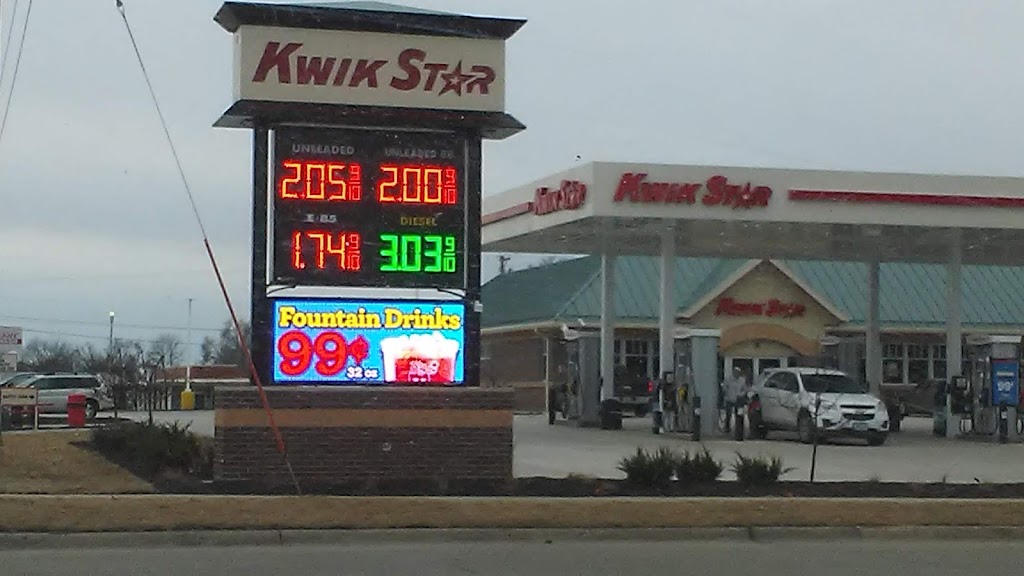 KWIK STAR
UNLEADED UNLEADED 88
2.05 9/10 2.00 9/10
E-85 DIESEL
1.74 9/10 3.03 9/10
Fountain Drinks
99¢
32 oz
KWIK STAR
KWIK STAR
KWIK STAR
99¢